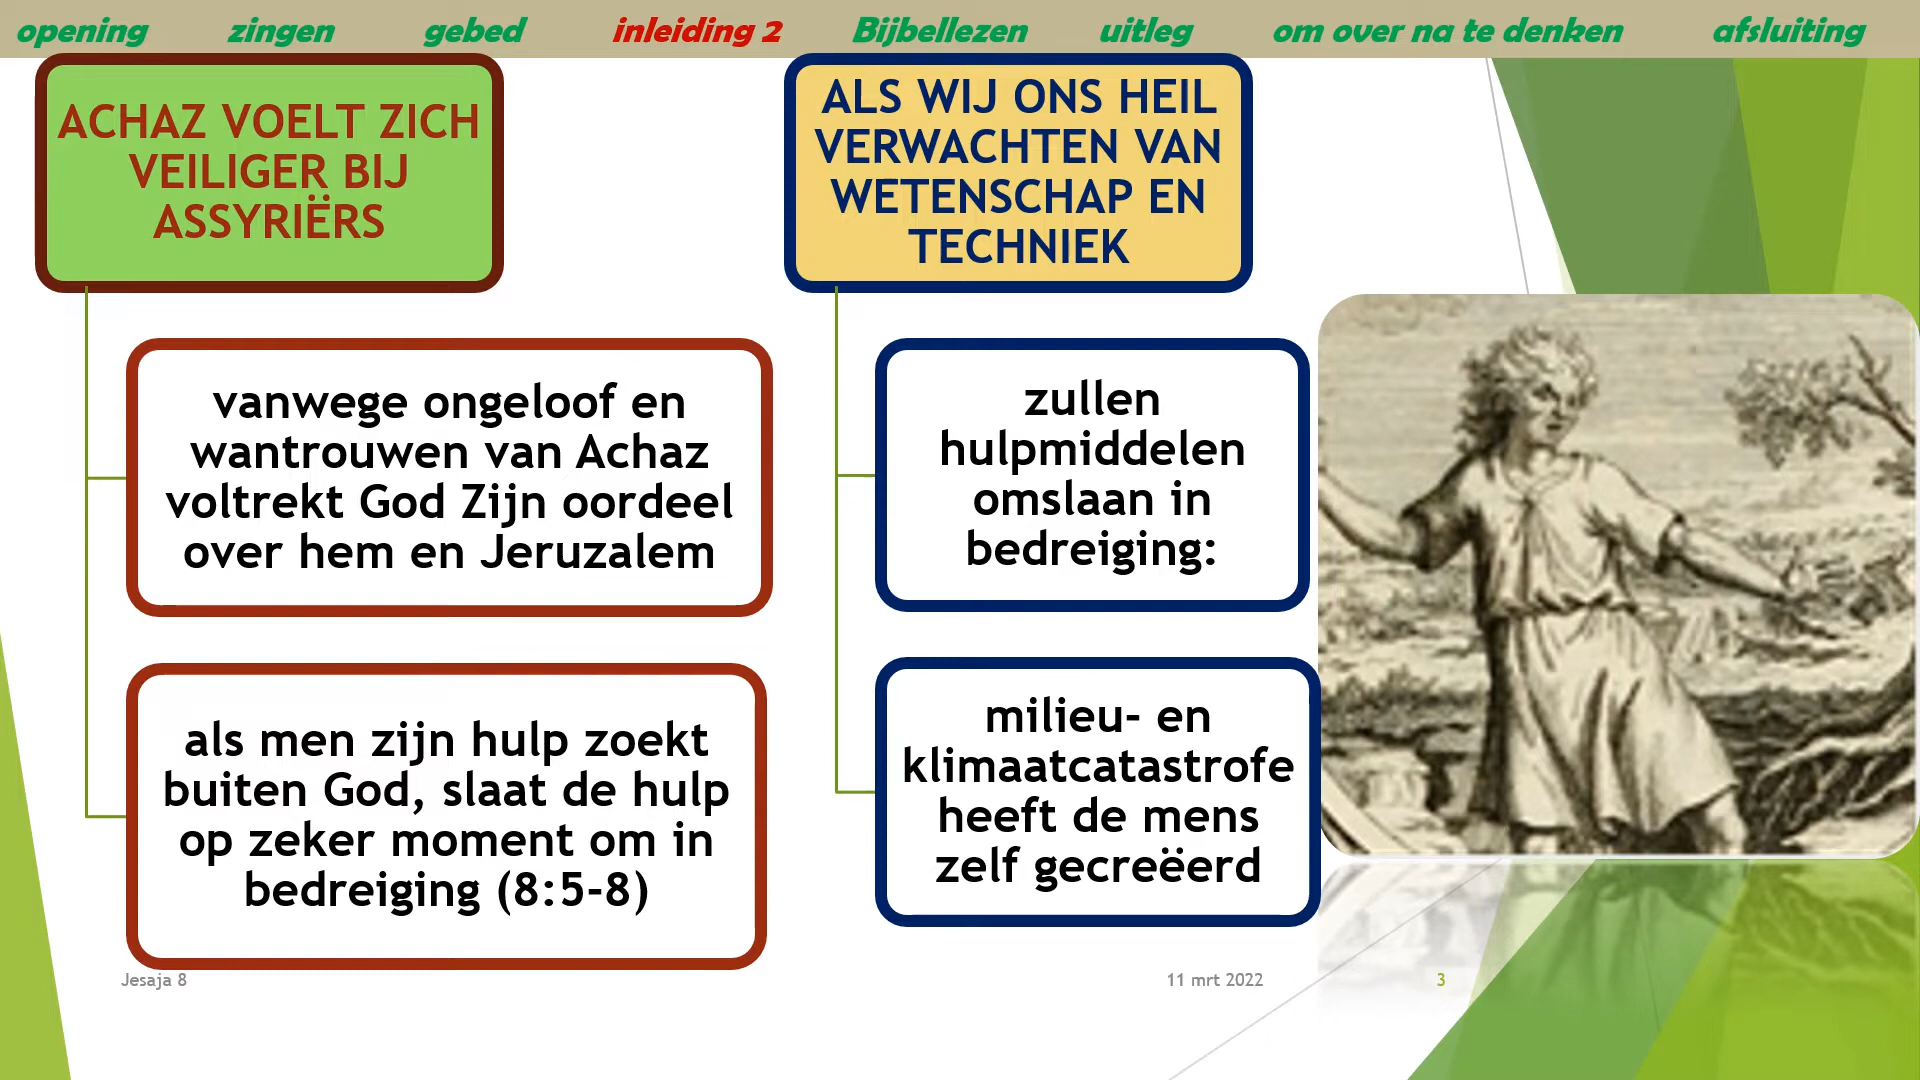 opening zingen gebed inleiding 2 Bijbellezen uitleg om over na te denken afsluiting
ACHAZ VOELT ZICH
VEILIGER BIJ
ASSYRIËRS
vanwege ongeloof en
wantrouwen van Achaz
voltrekt God Zijn oordeel
over hem en Jeruzalem
als men zijn hulp zoekt
buiten God, slaat de hulp
op zeker moment om in
bedreiging (8:5-8)
ALS WIJ ONS HEIL
VERWACHTEN VAN
WETENSCHAP EN
TECHNIEK
zullen
hulpmiddelen
omslaan in
bedreiging:
milieu- en
klimaatcatastrofe
heeft de mens
zelf gecreëerd
Jesaja 8 11 mrt 2022 3